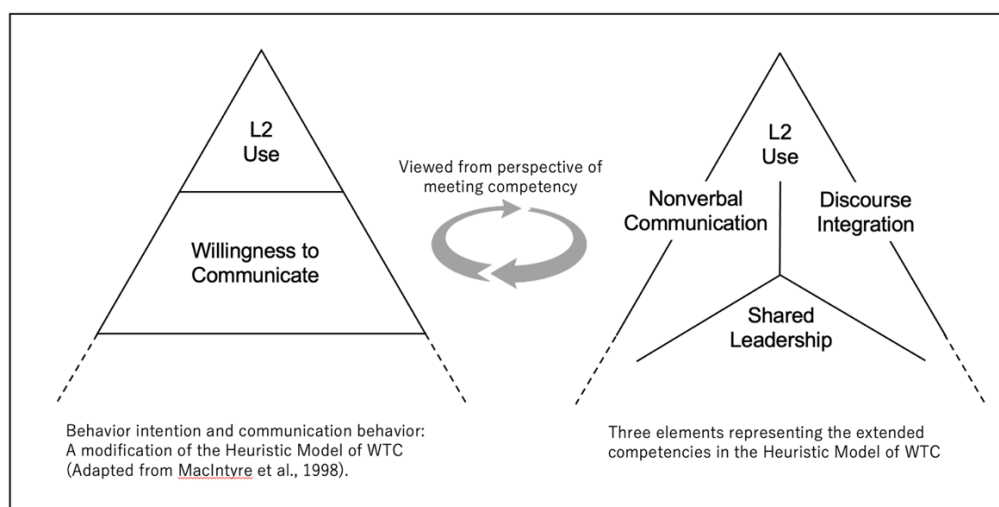 L2
Use
Willingness to
Communicate
Behavior intention and communication behavior:
A modification of the Heuristic Model of WTC
(Adapted from MacIntyre et al., 1998).
Viewed from perspective of
meeting competency
L2
Use
Nonverbal
Communication
Discourse
Integration
Shared
Leadership
Three elements representing the extended
competencies in the Heuristic Model of WTC